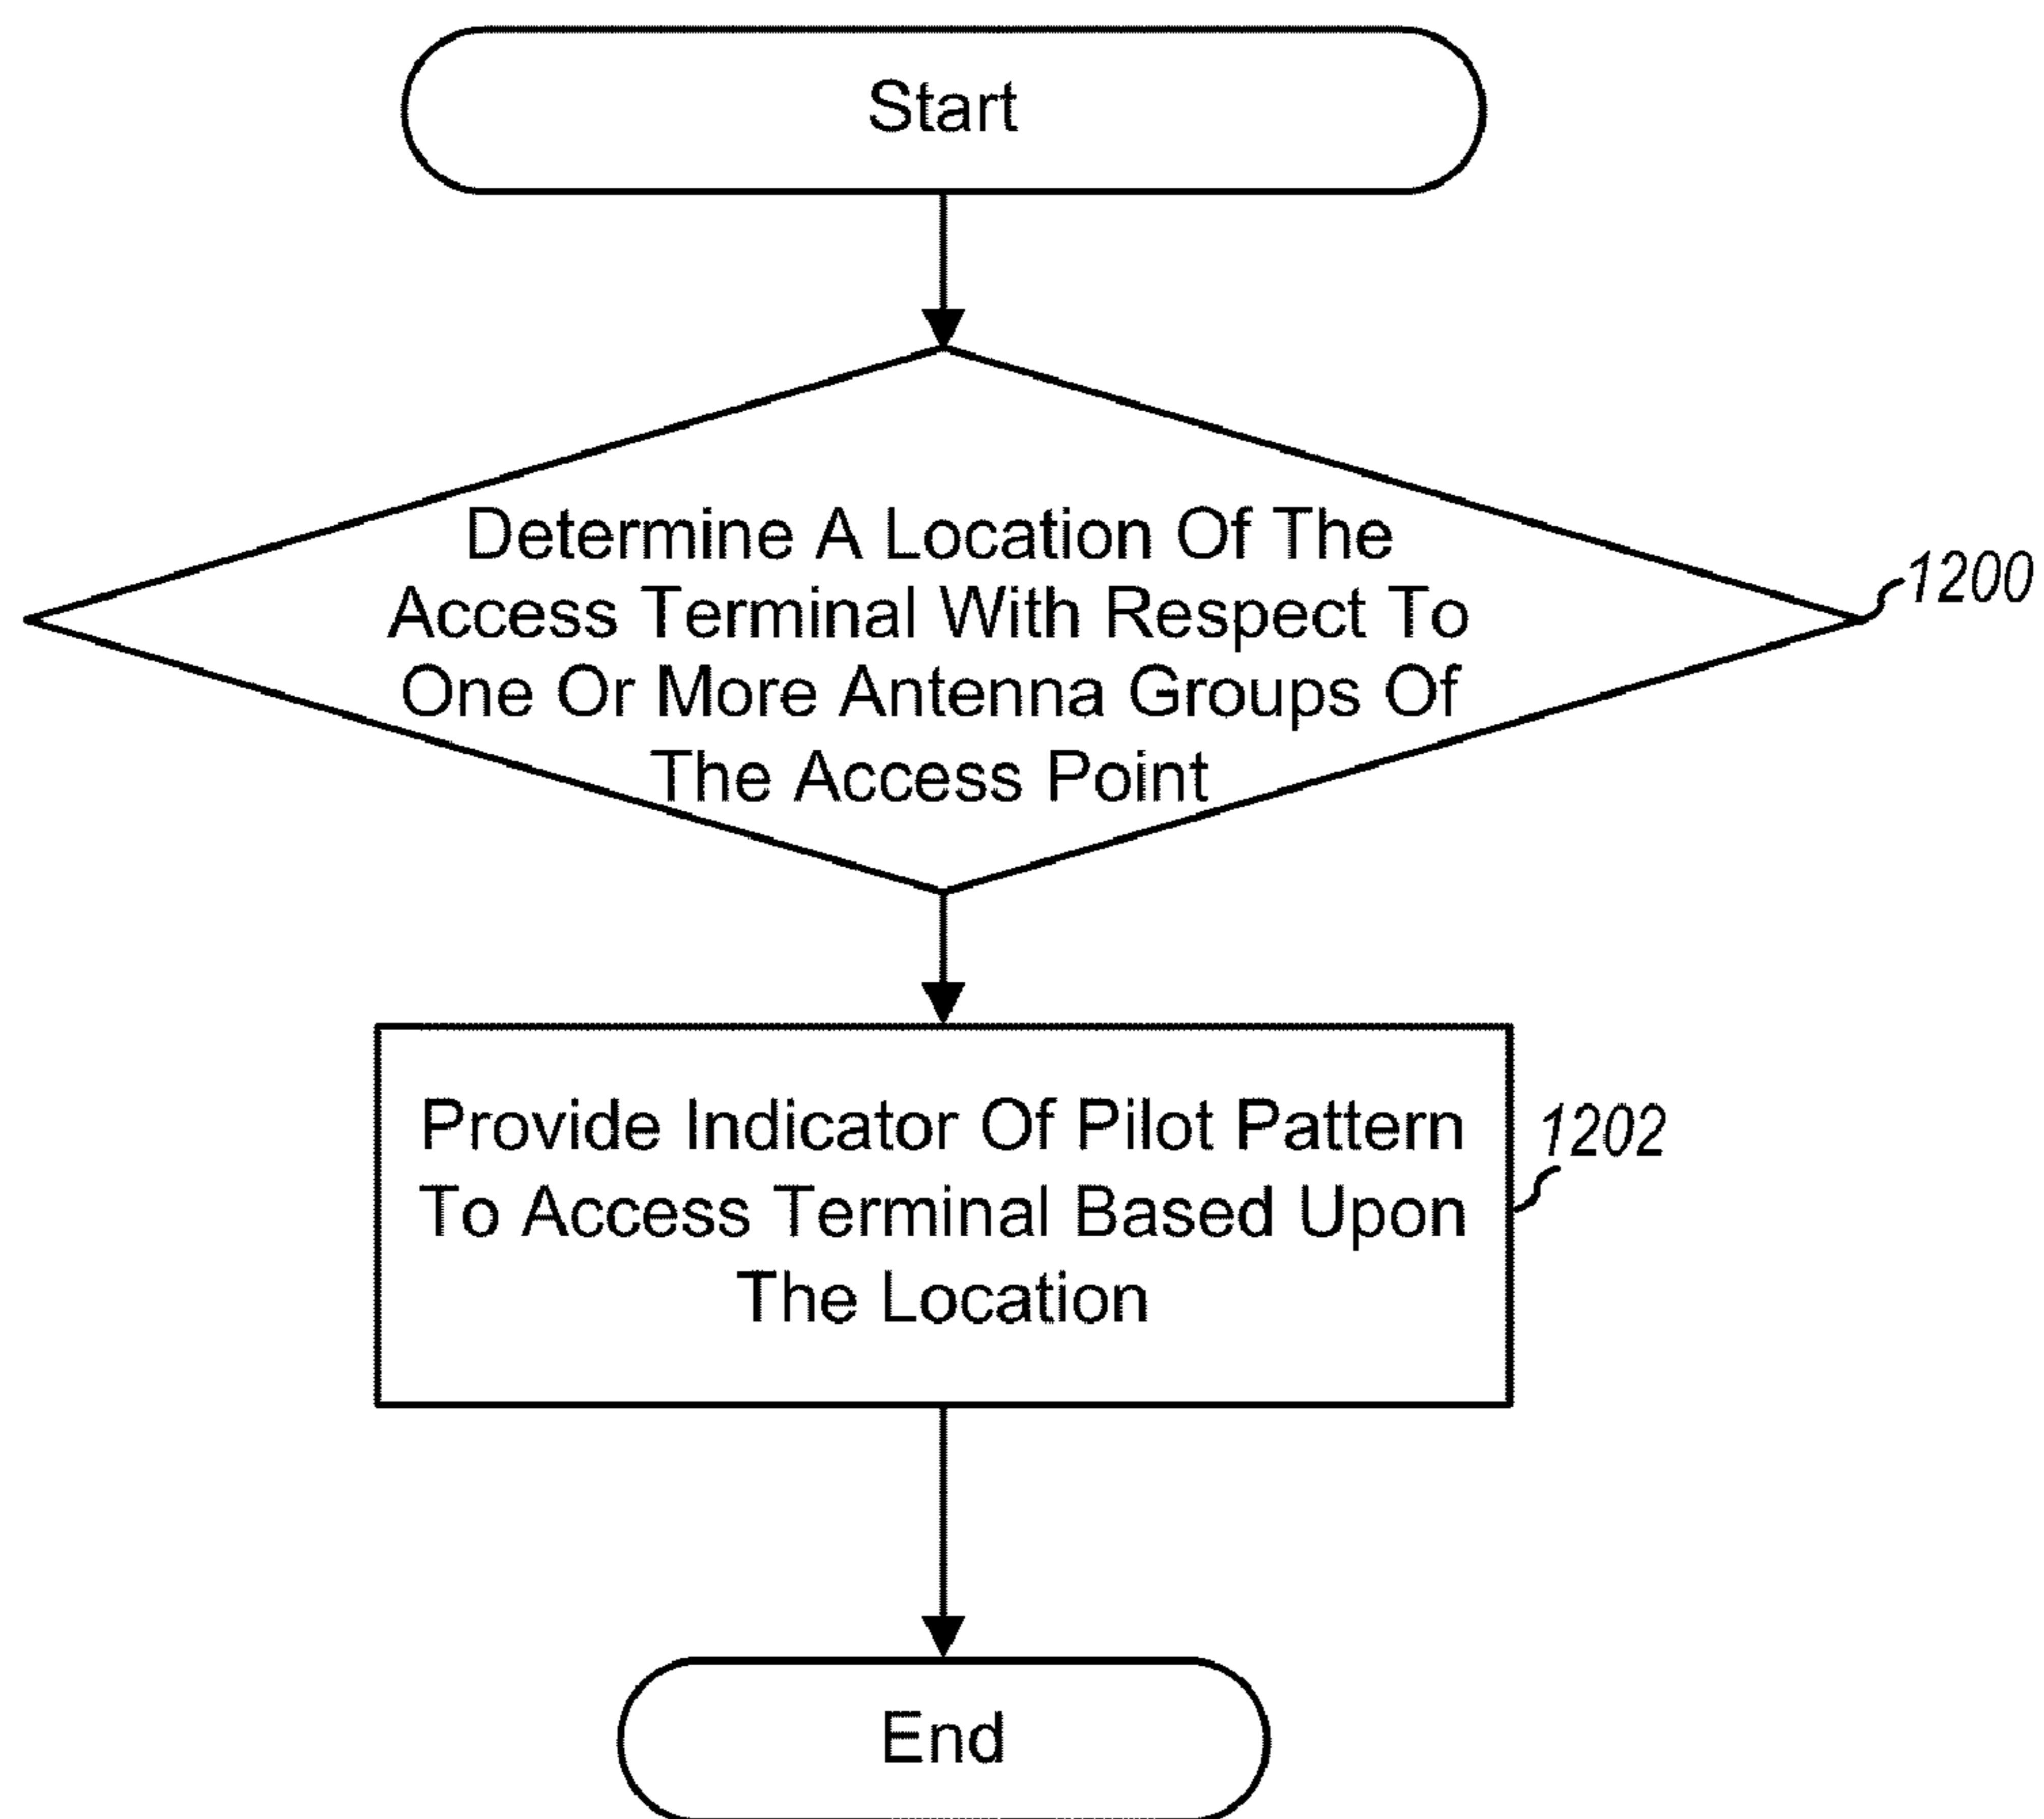 Start
Determine A Location Of The
Access Terminal With Respect To
One Or More Antenna Groups Of
The Access Point
1200
Provide Indicator Of Pilot Pattern
To Access Terminal Based Upon
The Location
1202
End